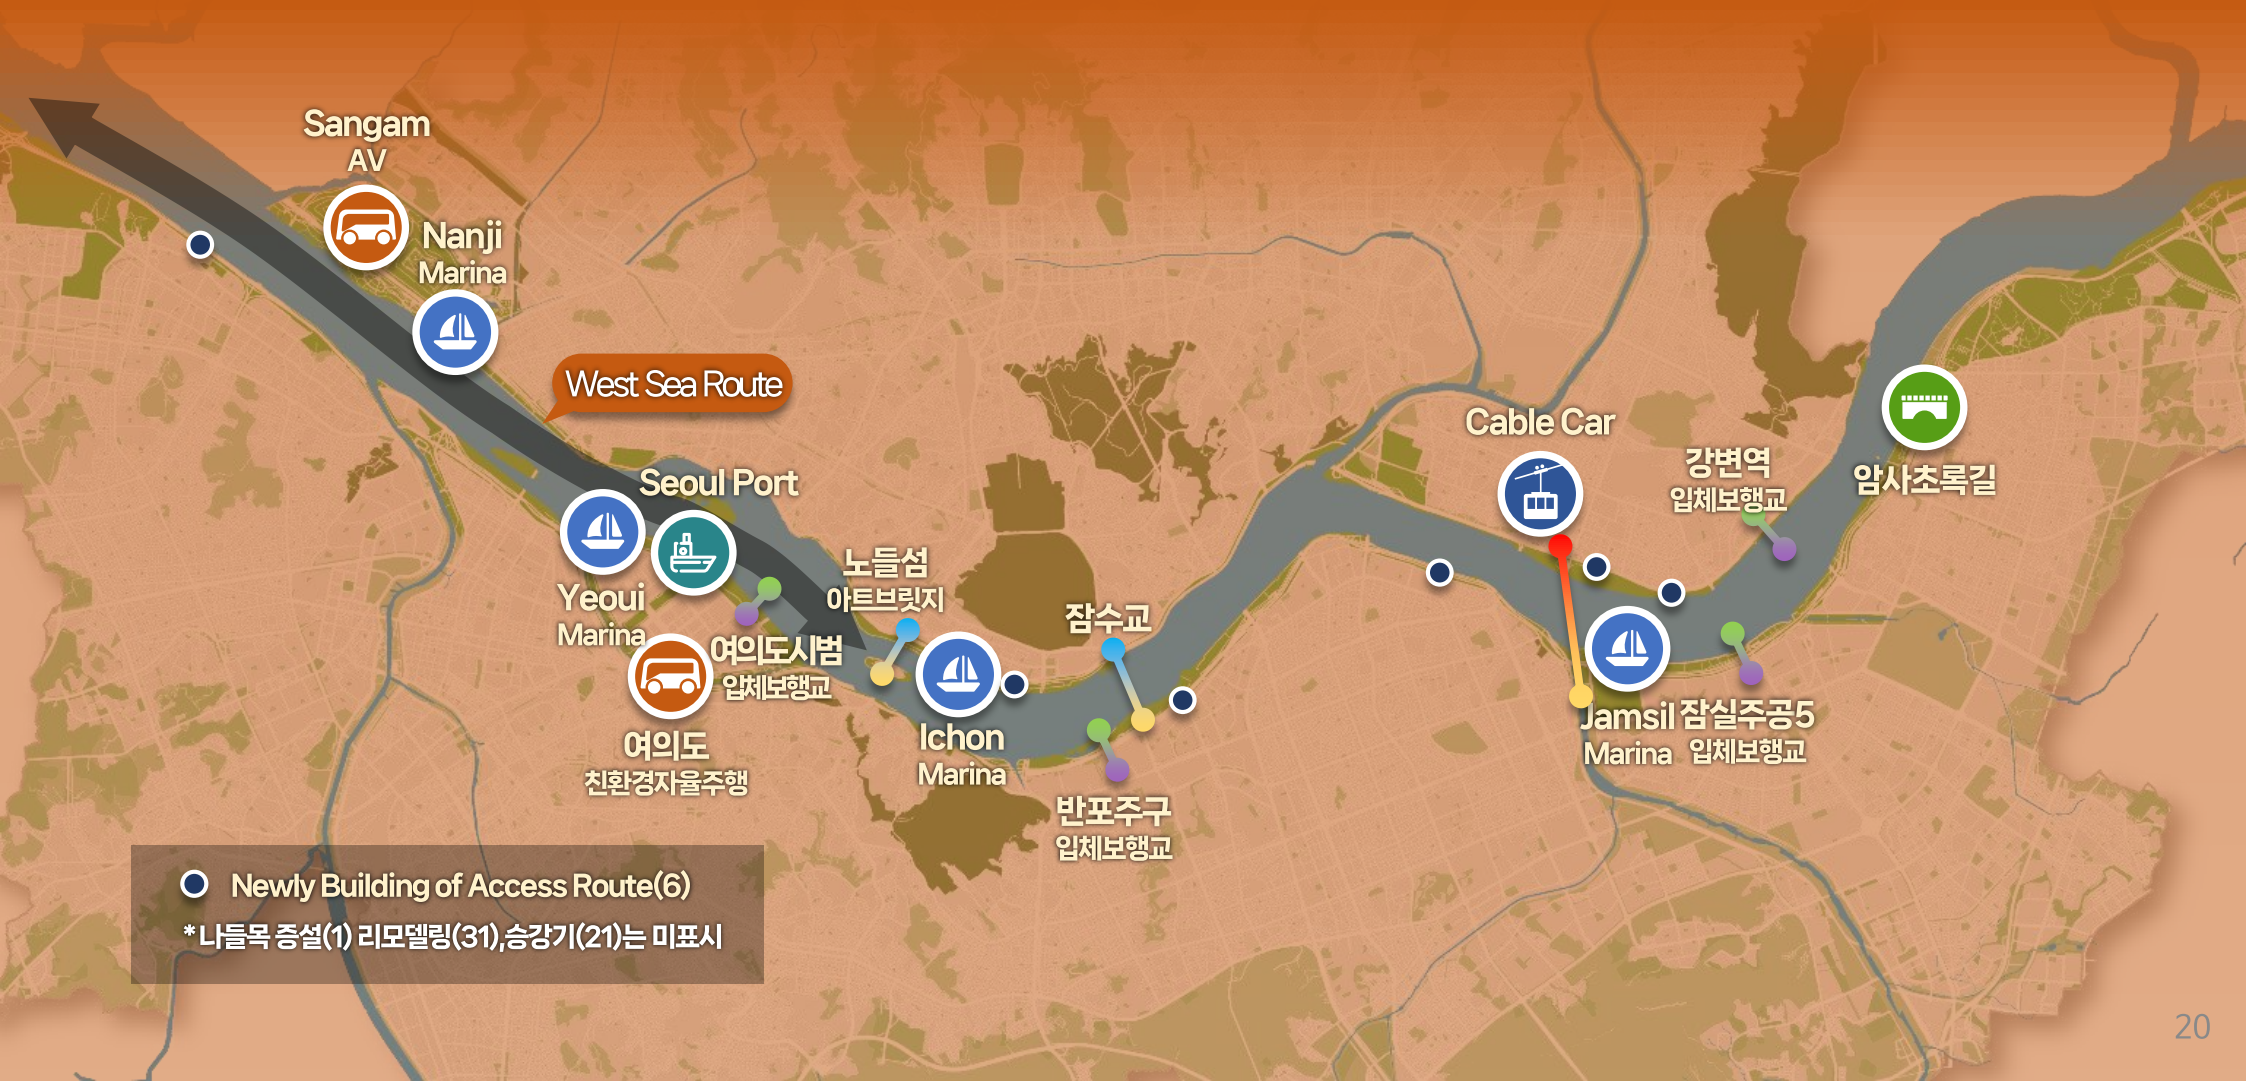 Sangam
AV
Nanji
Marina
West Sea Route
Seoul Port
Yeoui
Marina
여의도시범
입체보행교
여의도
친환경자율주행
노들섬
아트브릿지
Ichon
Marina
잠수교
반포주구
입체보행교
Cable Car
강변역
입체보행교
암사초록길
Jamsil
Marina
잠실주공5
입체보행교
Newly Building of Access Route(6)
* 나들목 증설(1) 리모델링(31),승강기(21)는 미표시
20